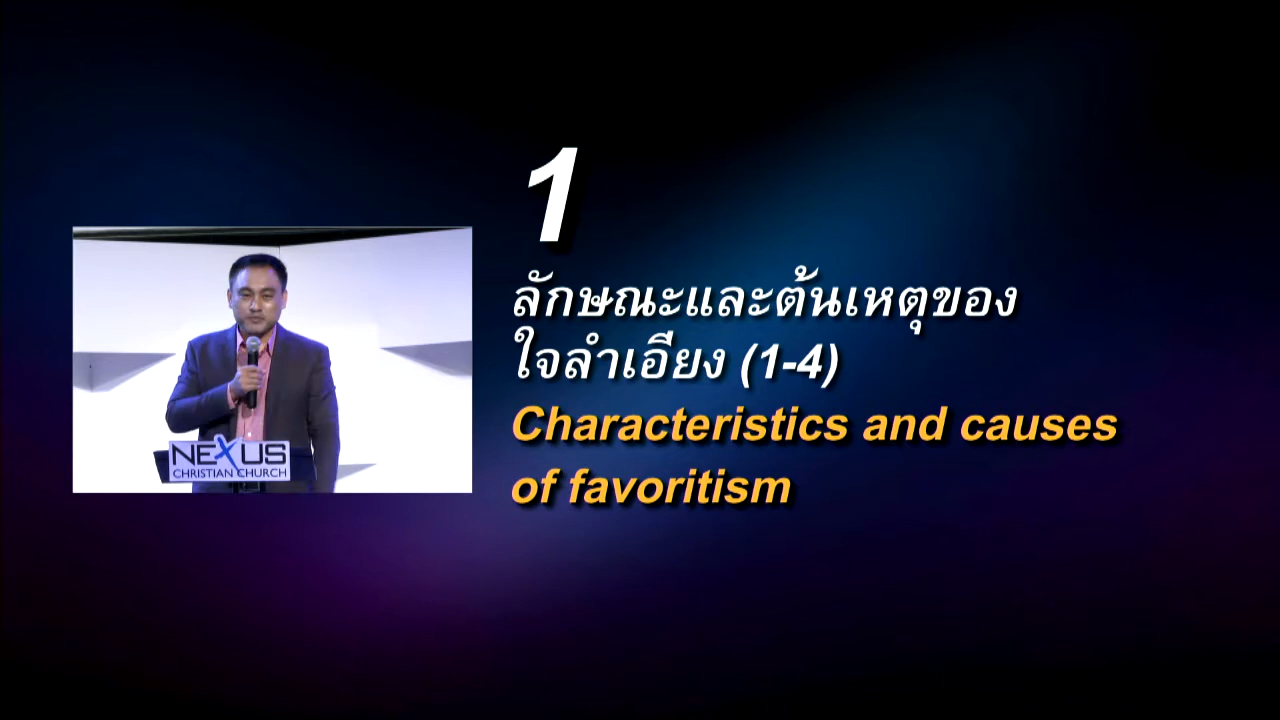 NEXUS
CHRISTIAN CHURCH
1
ลักษณะและต้นเหตุของ
ใจลำเอียง (1-4)
Characteristics and causes
of favoritism